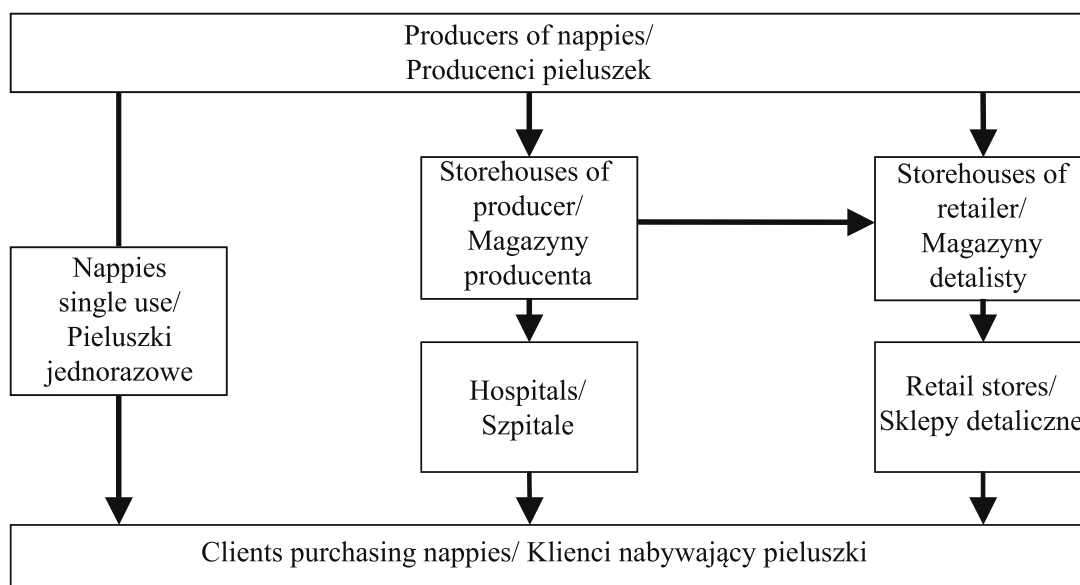 Producers of nappies/
Producenci pieluszek
Storehouses of
producer/
Magazyny
producenta
Storehouses of
retailer/
Magazyny
detalisty
Nappies
single use/
Pieluszki
jednorazowe
Hospitals/
Szpitale
Retail stores/
Sklepy detaliczne
Clients purchasing nappies/ Klienci nabywający pieluszki